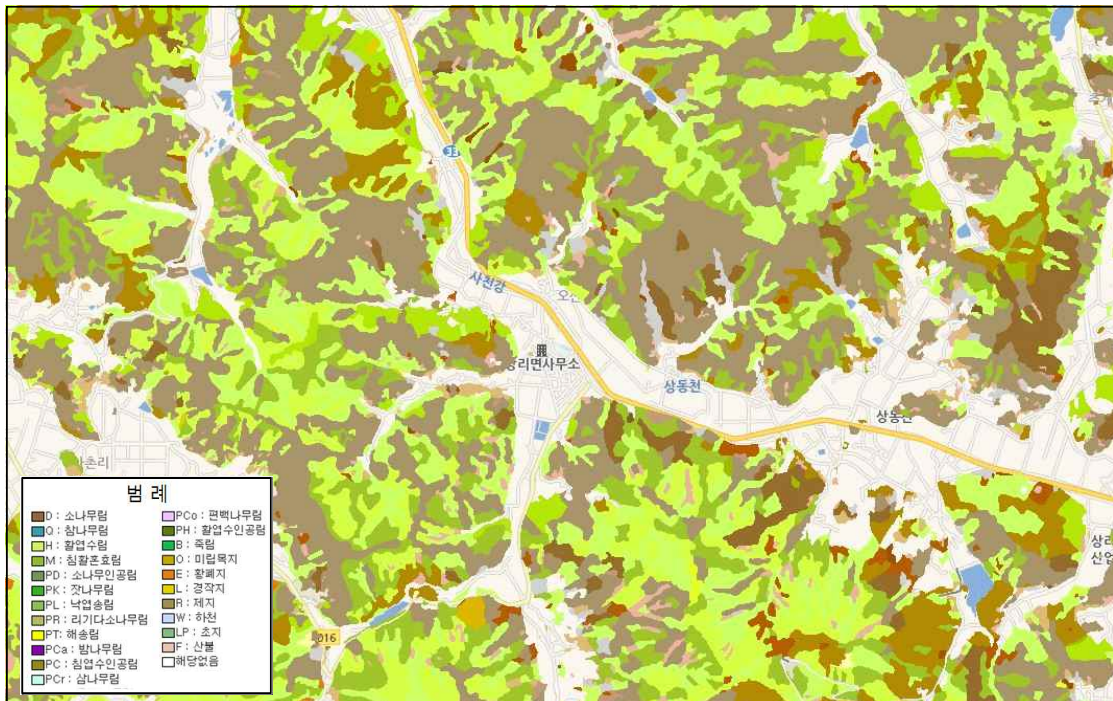 33
사천강
상리면사무소
상동천
상동천
016
범 례
D : 소나무림
Q : 참나무림
H : 활엽수림
M : 침활혼효림
PD : 소나무인공림
PK : 잣나무림
PL : 낙엽송림
PR : 리기다소나무림
PT: 해송림
PCa : 밤나무림
PC : 침엽수인공림
PCr : 삼나무림
PCo : 편백나무림
PH : 활엽수인공림
B : 죽림
O : 미립목지
E : 황폐지
L : 경작지
R : 제지
W : 하천
LP : 초지
F : 산불
해당없음